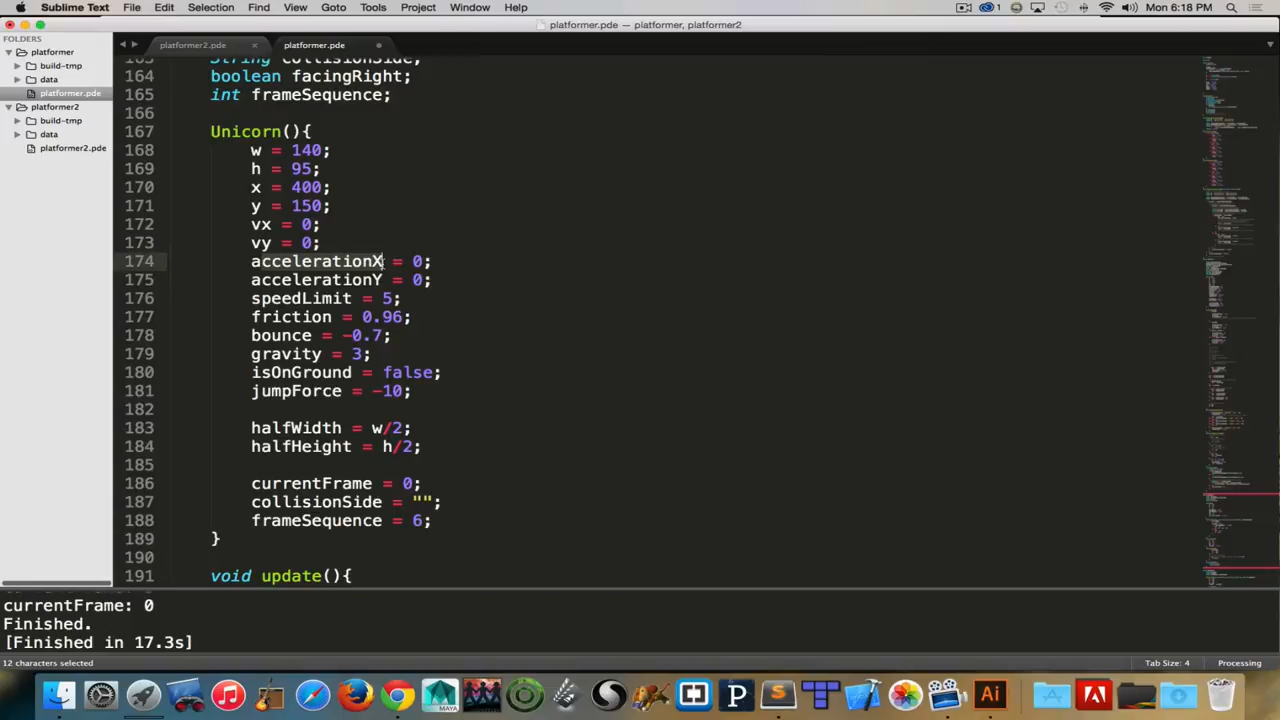 Sublime Text File Edit Selection Find View Goto Tools Project Window Help 1 Mon 6:18 PM
platformer.pde — platformer, platformer2
FOLDERS
platformer
build-tmp
data
platformer.pde
platformer2
build-tmp
data
platformer2.pde
platformer2.pde × platformer.pde
163 String collisionSide;
164 boolean facingRight;
165 int frameSequence;
166
167 Unicorn(){
168 w = 140;
169 h = 95;
170 x = 400;
171 y = 150;
172 vx = 0;
173 vy = 0;
174 accelerationX = 0;
175 accelerationY = 0;
176 speedLimit = 5;
177 friction = 0.96;
178 bounce = -0.7;
179 gravity = 3;
180 isOnGround = false;
181 jumpForce = -10;
182
183 halfWidth = w/2;
184 halfHeight = h/2;
185
186 currentFrame = 0;
187 collisionSide = "";
188 frameSequence = 6;
189 }
190
191 void update(){
currentFrame: 0
Finished.
[Finished in 17.3s]
12 characters selected Tab Size: 4 Processing
MAYA P S T Ai